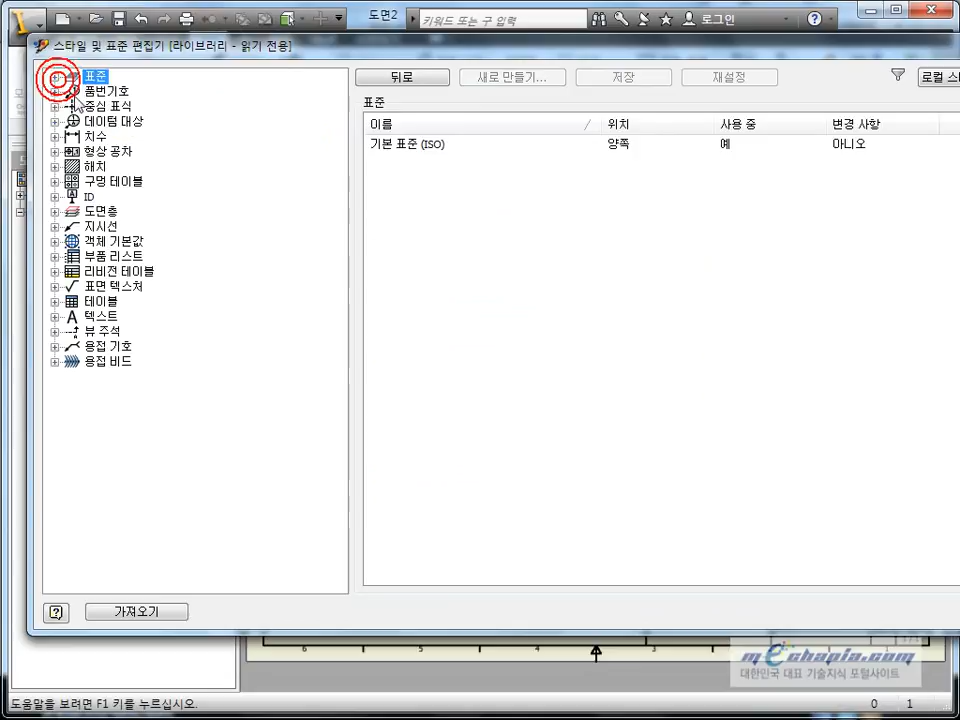 도면2
키워드 또는 구 입력
로그인
스타일 및 표준 편집기 [라이브러리 - 읽기 전용]
표준
품번기호
중심 표식
데이텀 대상
치수
형상 공차
해치
구멍 테이블
ID
도면층
지시선
객체 기본값
부품 리스트
리비전 테이블
표면 텍스처
테이블
텍스트
뷰 주석
용접 기호
용접 비드
가져오기
뒤로
새로 만들기...
저장
재설정
로컬 스
표준
이름 위치 사용 중 변경 사항
기본 표준 (ISO) 양쪽 예 아니오
6 5 4 3
mechapia.com
대한민국 대표 기술지식 포털사이트
도움말을 보려면 F1 키를 누르십시오.
0 1